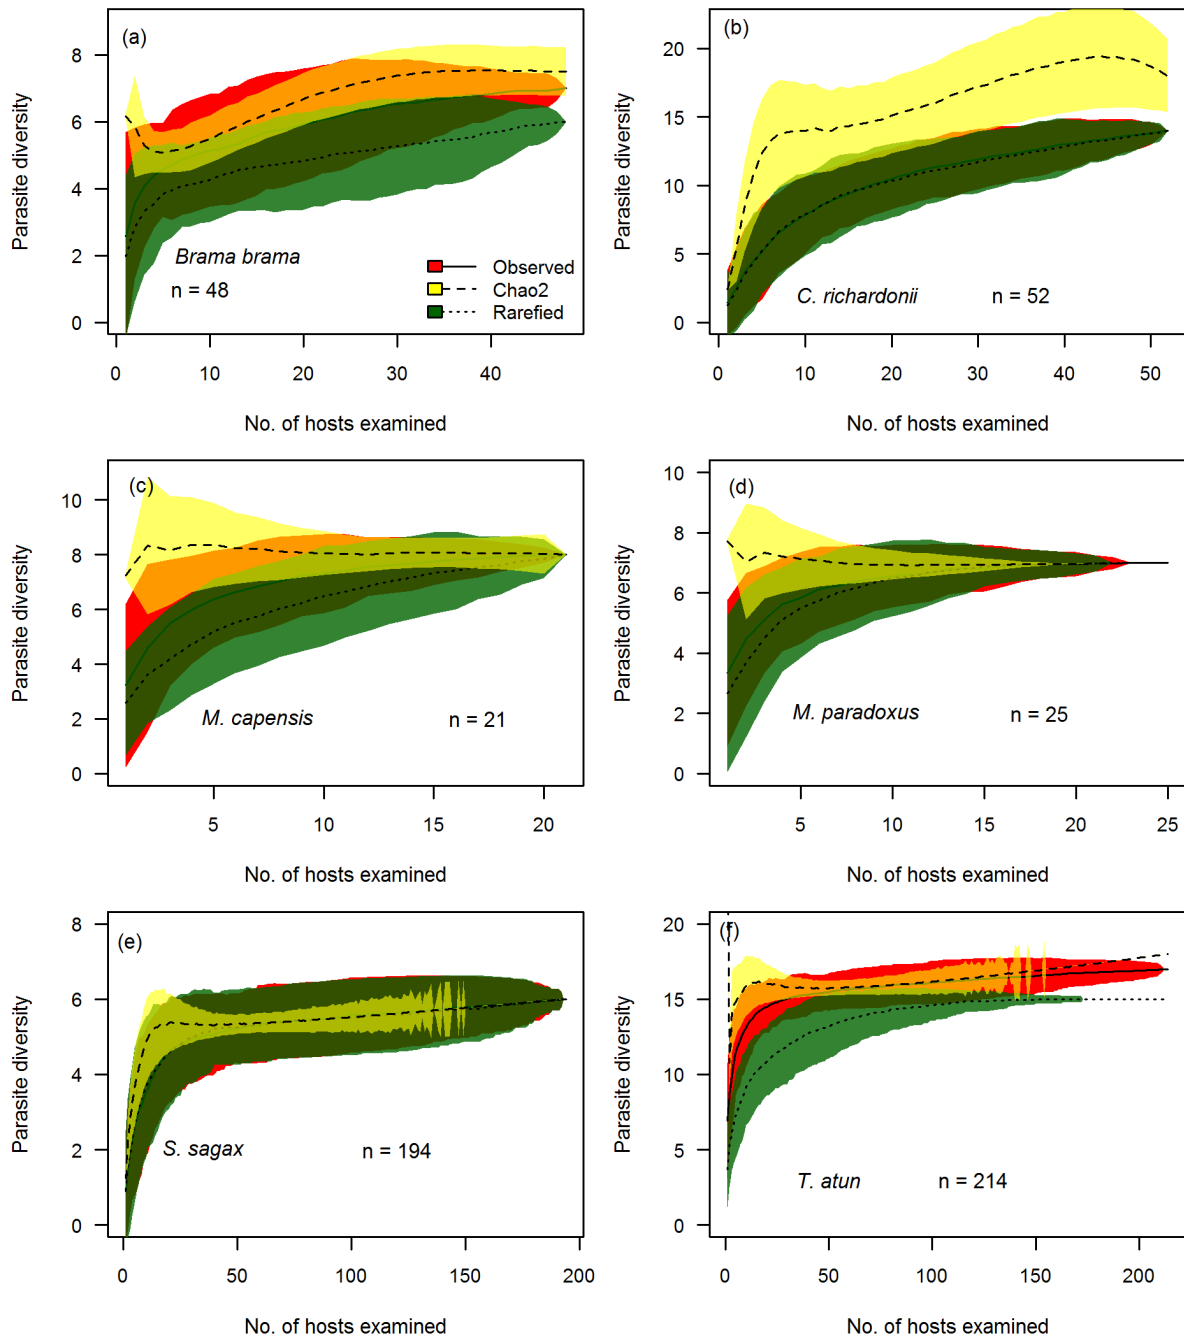 (a)
8
6
4
2
0
Parasite diversity
Brama brama
n = 48
Observed
Chao2
Rarefied
0 10 20 30 40
No. of hosts examined
(b)
20
15
10
5
0
Parasite diversity
C. richardonii n = 52
0 10 20 30 40 50
No. of hosts examined
(c)
10
8
6
4
2
0
Parasite diversity
M. capensis n = 21
5 10 15 20
No. of hosts examined
(d)
10
8
6
4
2
0
Parasite diversity
M. paradoxus n = 25
5 10 15 20 25
No. of hosts examined
(e)
8
6
4
2
0
Parasite diversity
S. sagax n = 194
0 50 100 150 200
No. of hosts examined
(f)
20
15
10
5
0
Parasite diversity
T. atun n = 214
0 50 100 150 200
No. of hosts examined